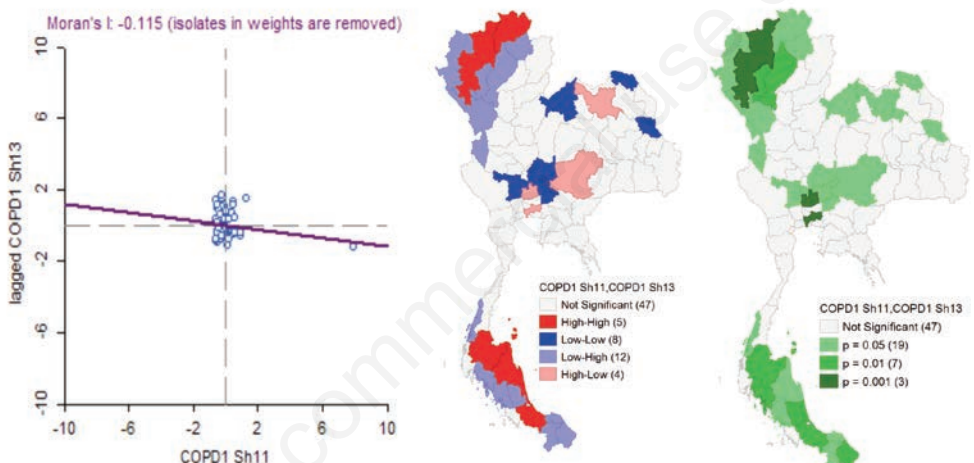 Moran's I: -0.115 (isolates in weights are removed)
10
6
2
-2
-6
-10
lagged COPD1 Sh13
-10
-6
-2
2
6
10
COPD1 Sh11
COPD1 Sh11,COPD1 Sh13
Not Significant (47)
High-High (5)
Low-Low (8)
Low-High (12)
High-Low (4)
COPD1 Sh11,COPD1 Sh13
Not Significant (47)
p = 0.05 (19)
p = 0.01 (7)
p = 0.001 (3)
commercial use